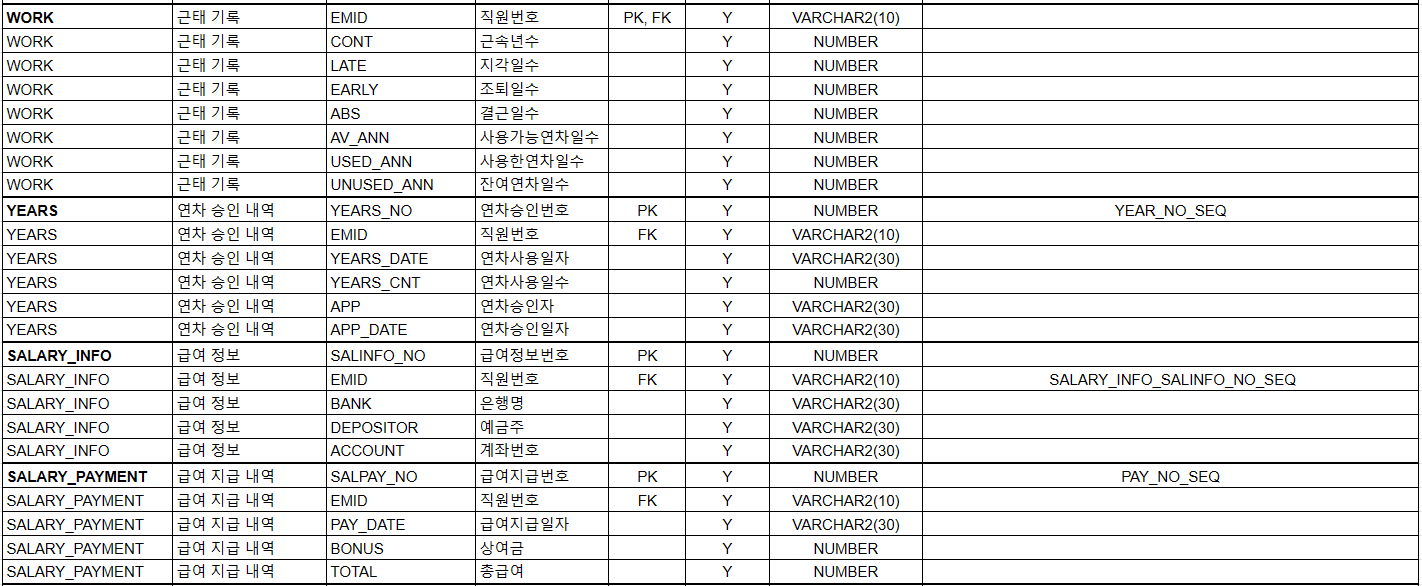 WORK 근태 기록 EMID 직원번호 PK, FK Y VARCHAR2(10)
WORK 근태 기록 CONT 근속년수 Y NUMBER
WORK 근태 기록 LATE 지각일수 Y NUMBER
WORK 근태 기록 EARLY 조퇴일수 Y NUMBER
WORK 근태 기록 ABS 결근일수 Y NUMBER
WORK 근태 기록 AV_ANN 사용가능연차일수 Y NUMBER
WORK 근태 기록 USED_ANN 사용한연차일수 Y NUMBER
WORK 근태 기록 UNUSED_ANN 잔여연차일수 Y NUMBER
YEARS 연차 승인 내역 YEARS_NO 연차승인번호 PK Y NUMBER YEAR_NO_SEQ
YEARS 연차 승인 내역 EMID 직원번호 FK Y VARCHAR2(10)
YEARS 연차 승인 내역 YEARS_DATE 연차사용일자 Y VARCHAR2(30)
YEARS 연차 승인 내역 YEARS_CNT 연차사용일수 Y NUMBER
YEARS 연차 승인 내역 APP 연차승인자 Y VARCHAR2(30)
YEARS 연차 승인 내역 APP_DATE 연차승인일자 Y VARCHAR2(30)
SALARY_INFO 급여 정보 SALINFO_NO 급여정보번호 PK Y NUMBER
SALARY_INFO 급여 정보 EMID 직원번호 FK Y VARCHAR2(10) SALARY_INFO_SALINFO_NO_SEQ
SALARY_INFO 급여 정보 BANK 은행명 Y VARCHAR2(30)
SALARY_INFO 급여 정보 DEPOSITOR 예금주 Y VARCHAR2(30)
SALARY_INFO 급여 정보 ACCOUNT 계좌번호 Y VARCHAR2(30)
SALARY_PAYMENT 급여 지급 내역 SALPAY_NO 급여지급번호 PK Y NUMBER PAY_NO_SEQ
SALARY_PAYMENT 급여 지급 내역 EMID 직원번호 FK Y VARCHAR2(10)
SALARY_PAYMENT 급여 지급 내역 PAY_DATE 급여지급일자 Y VARCHAR2(30)
SALARY_PAYMENT 급여 지급 내역 BONUS 상여금 Y NUMBER
SALARY_PAYMENT 급여 지급 내역 TOTAL 총급여 Y NUMBER